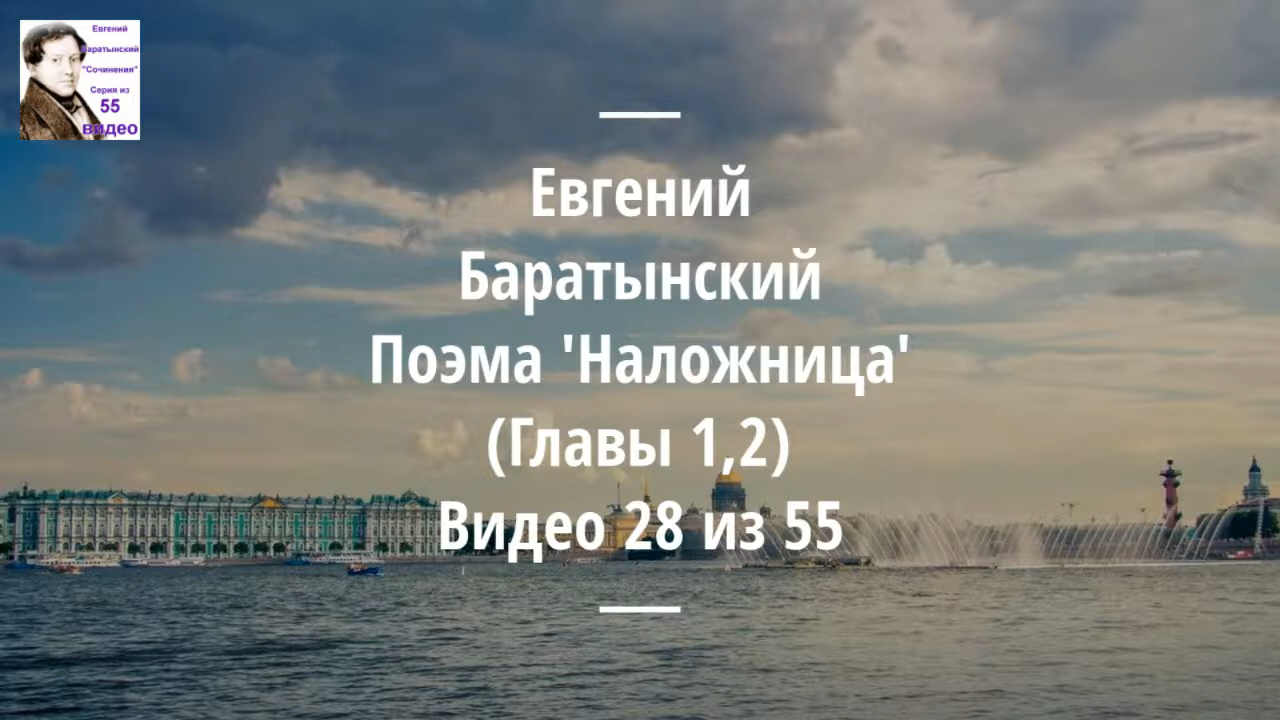 Евгений
Баратынский
"Сочинения"
Серия из
55
видео
Евгений
Баратынский
Поэма 'Наложница'
(Главы 1,2)
Видео 28 из 55